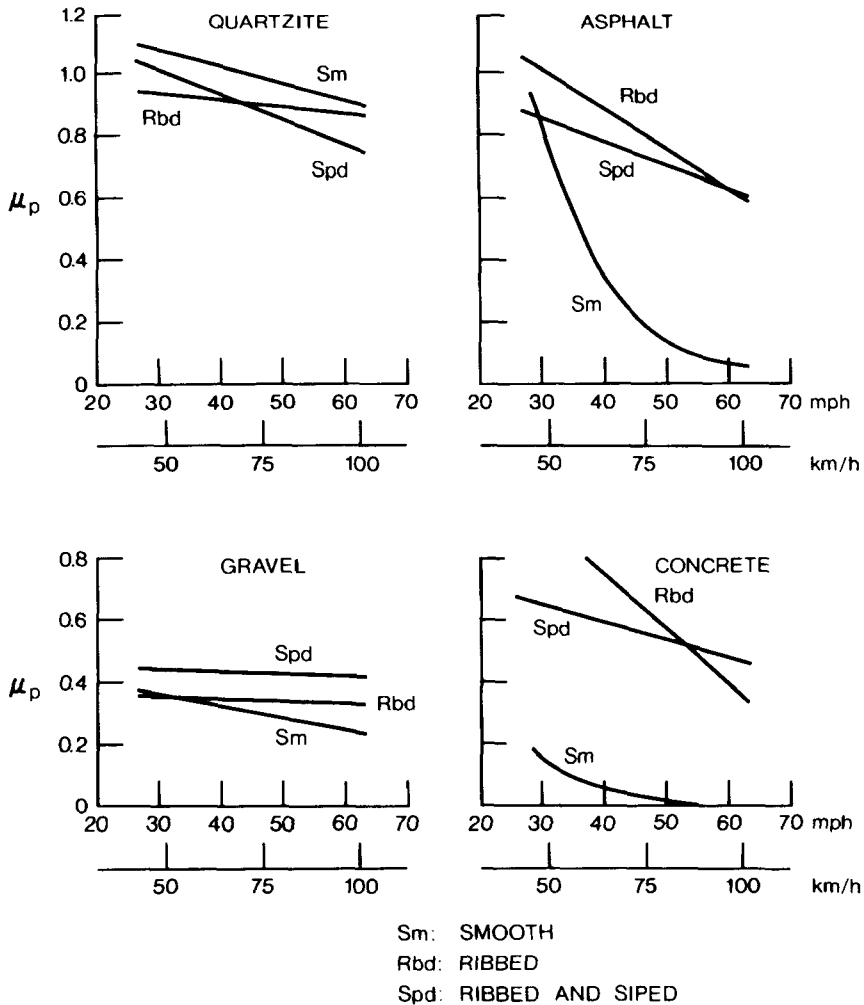 QUARTZITE
1.2
1.0
0.8
0.6
0.4
0.2
0
μp
Sm
Rbd
Spd
20 30 40 50 60 70
50 75 100
ASPHALT
Rbd
Spd
Sm
20 30 40 50 60 70 mph
50 75 100 km/h
GRAVEL
0.8
0.6
0.4
0.2
0
μp
Spd
Rbd
Sm
20 30 40 50 60 70
50 75 100
CONCRETE
Rbd
Spd
Sm
20 30 40 50 60 70 mph
50 75 100 km/h
Sm: SMOOTH
Rbd: RIBBED
Spd: RIBBED AND SIPED